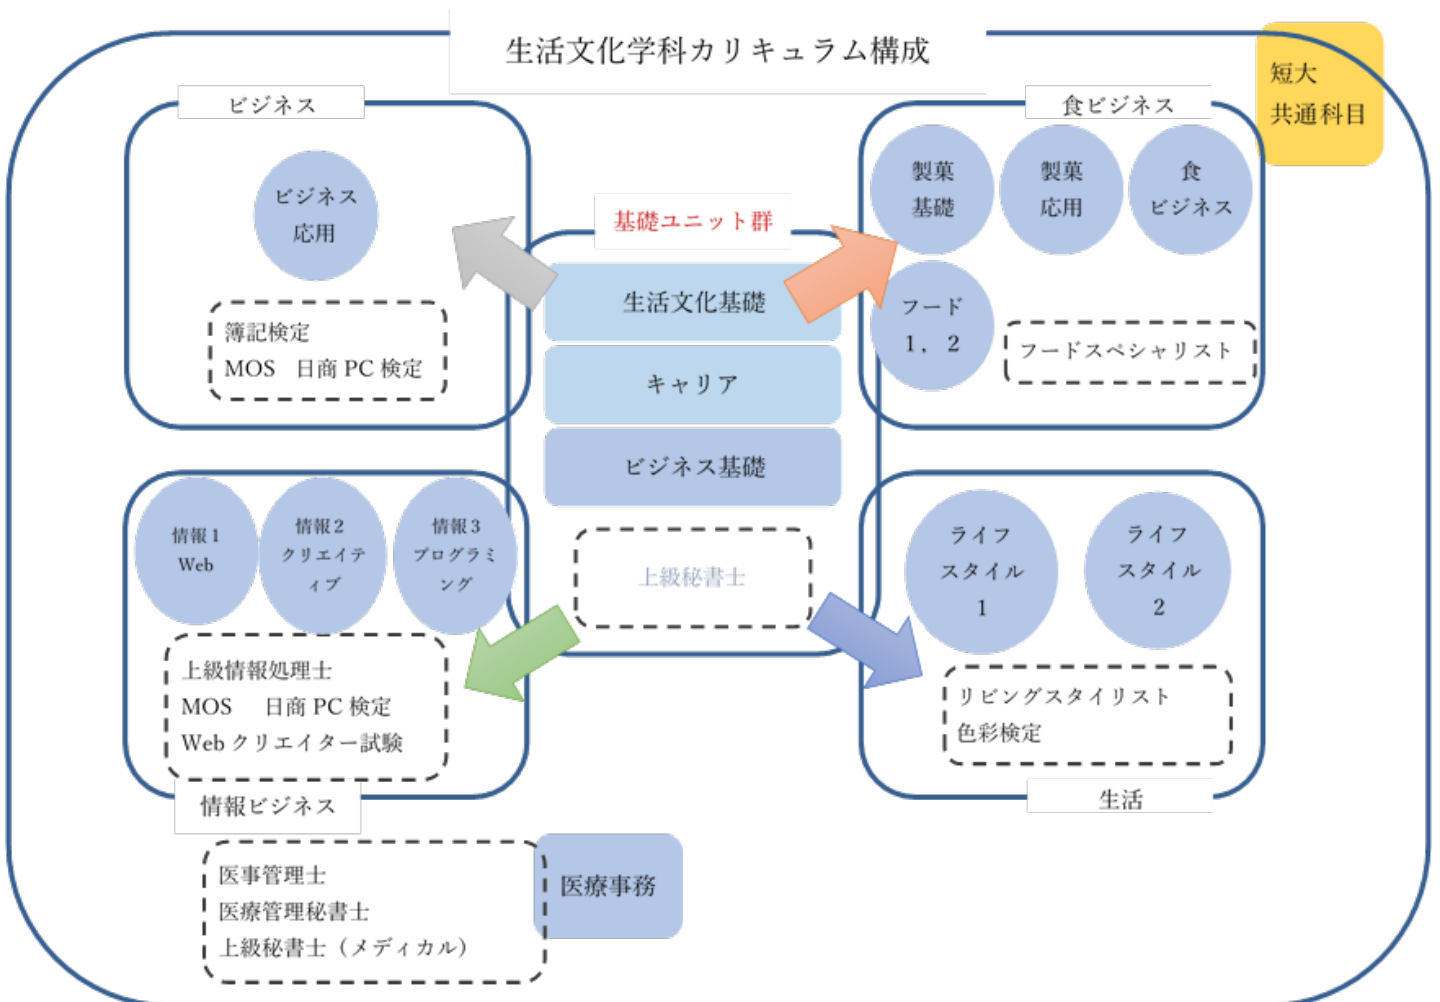 生活文化学科カリキュラム構成
短大
共通科目
ビジネス
ビジネス
応用
簿記検定
MOS　日商 PC 検定
食ビジネス
製菓
基礎
製菓
応用
食
ビジネス
フード
1，2
フードスペシャリスト
基礎ユニット群
生活文化基礎
キャリア
ビジネス基礎
上級秘書士
情報1
Web
情報2
クリエイテ
ィブ
情報3
プログラミ
ング
上級情報処理士
MOS　日商 PC 検定
Web クリエイター試験
情報ビジネス
ライフ
スタイル
1
ライフ
スタイル
2
リビングスタイリスト
色彩検定
生活
医事管理士
医療管理秘書士
上級秘書士（メディカル）
医療事務